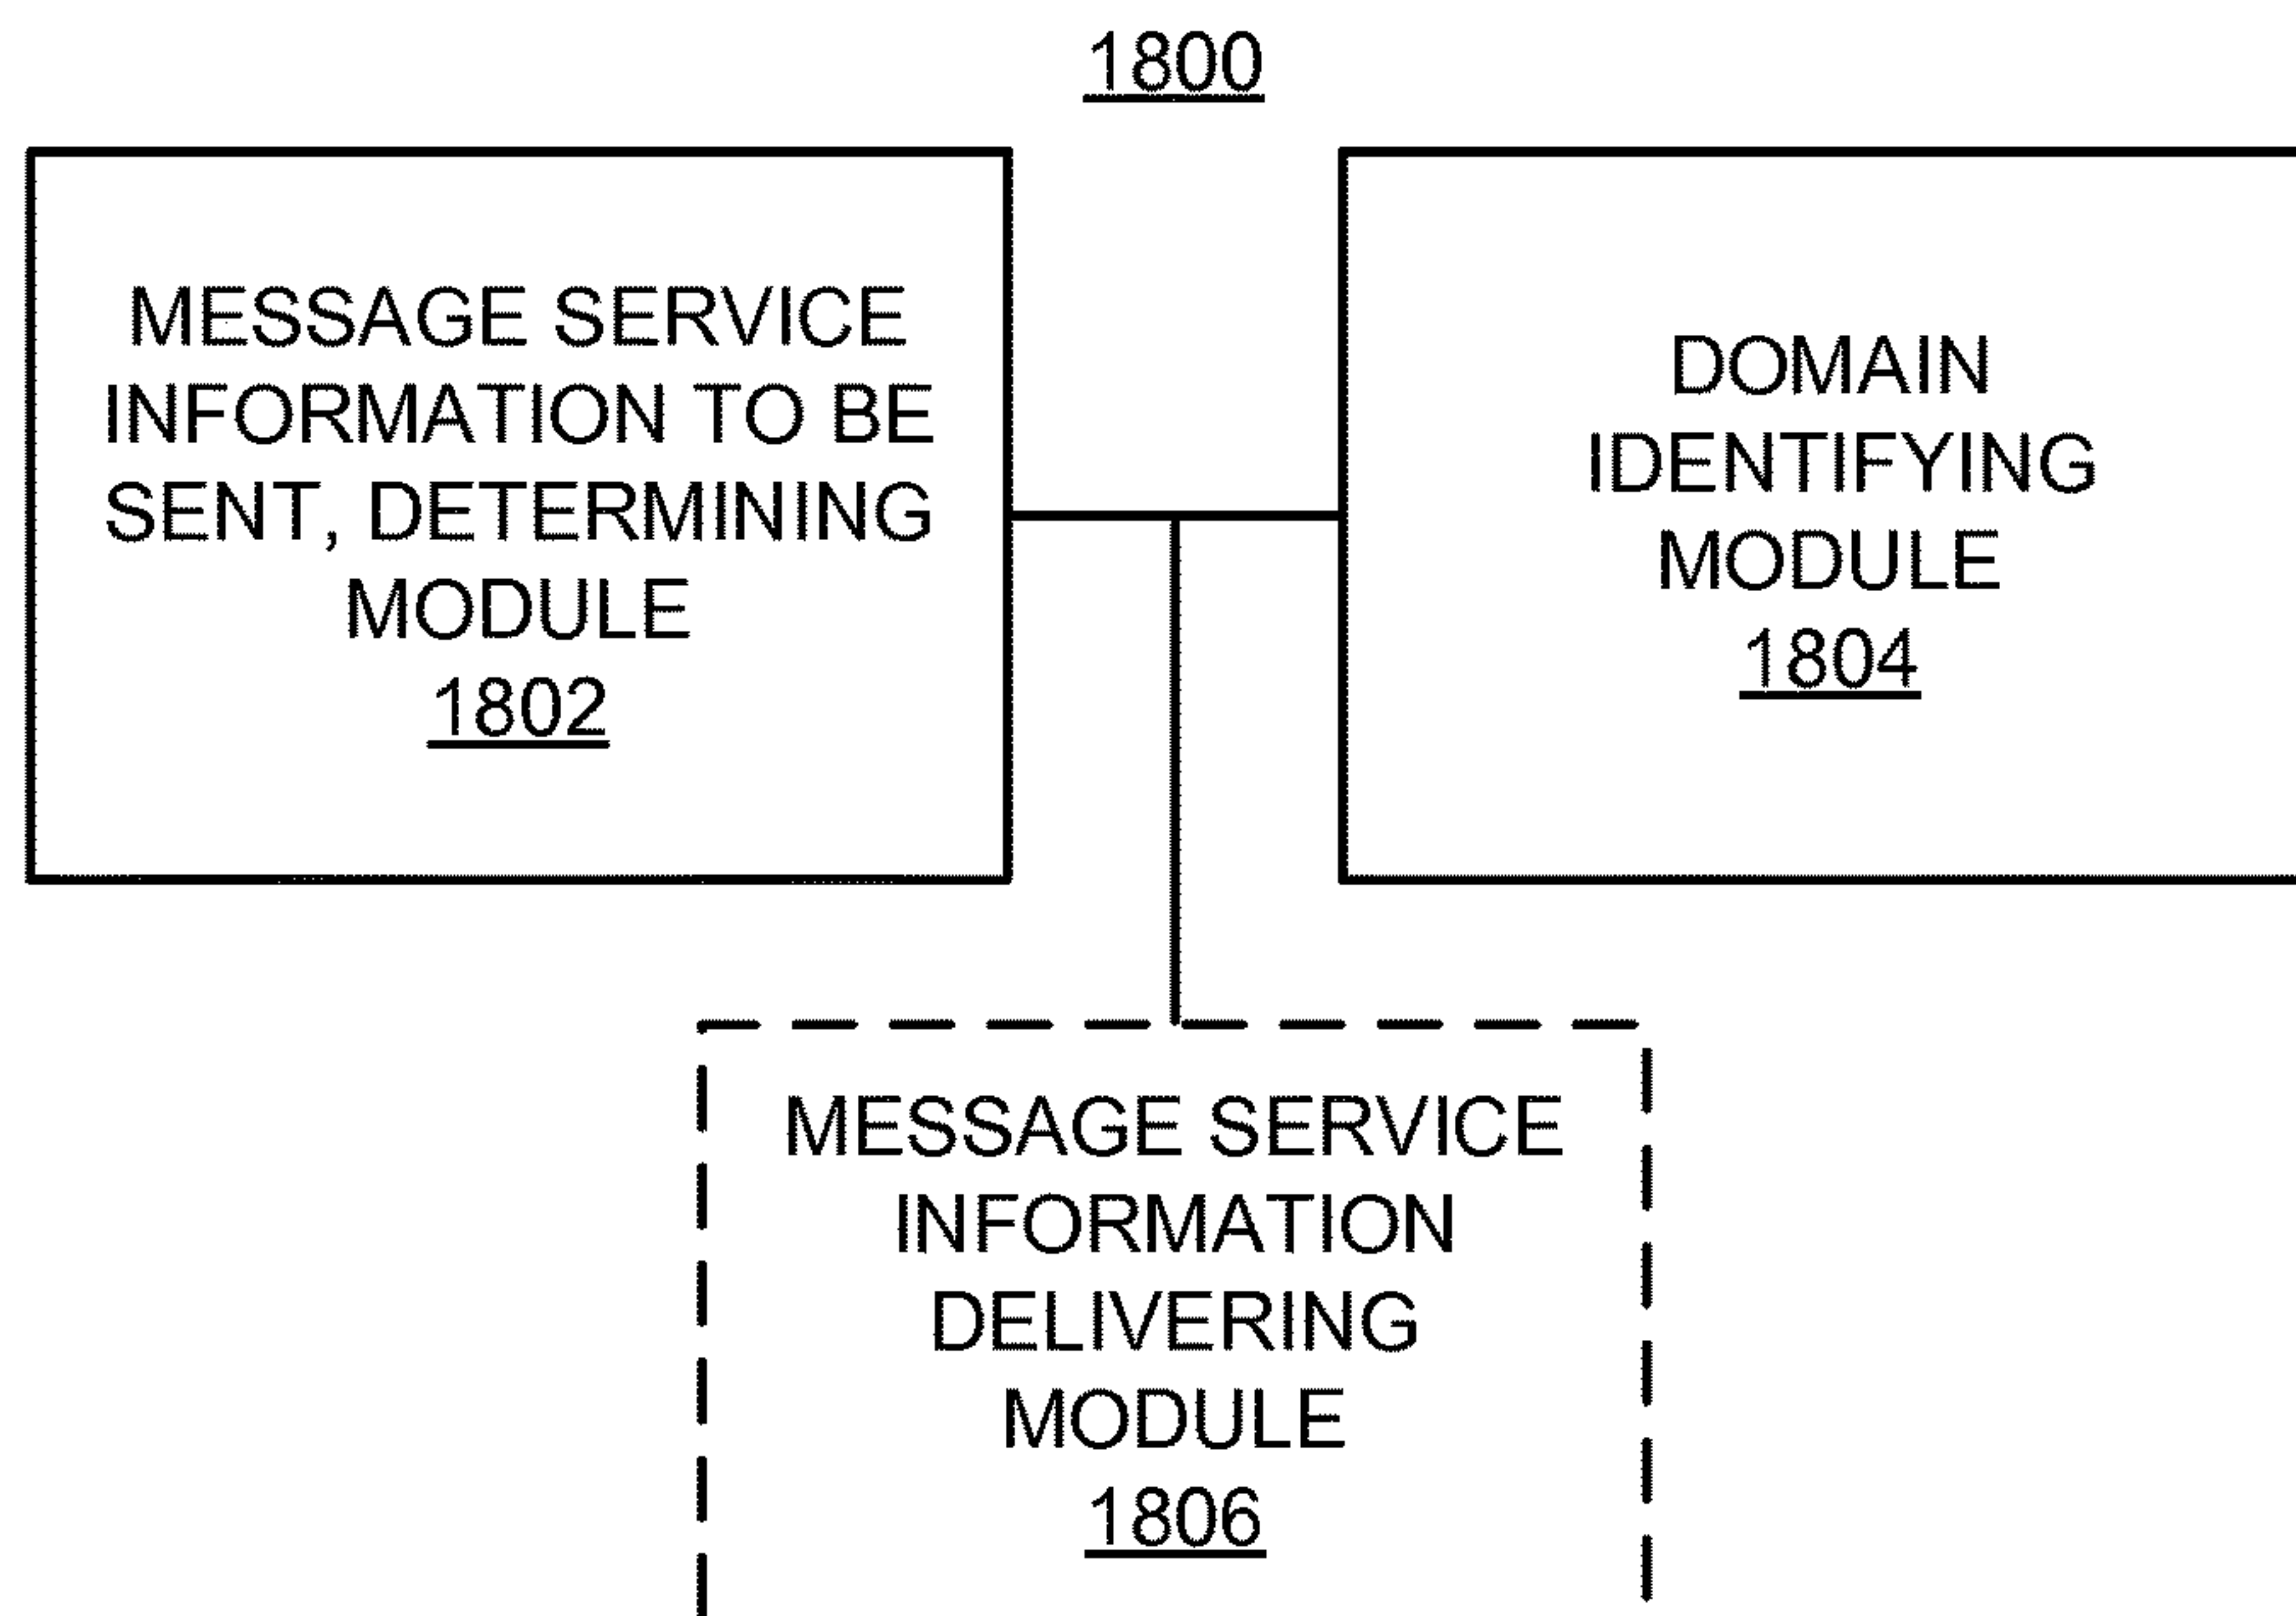 1800
MESSAGE SERVICE
INFORMATION TO BE
SENT, DETERMINING
MODULE
1802
DOMAIN
IDENTIFYING
MODULE
1804
MESSAGE SERVICE
INFORMATION
DELIVERING
MODULE
1806